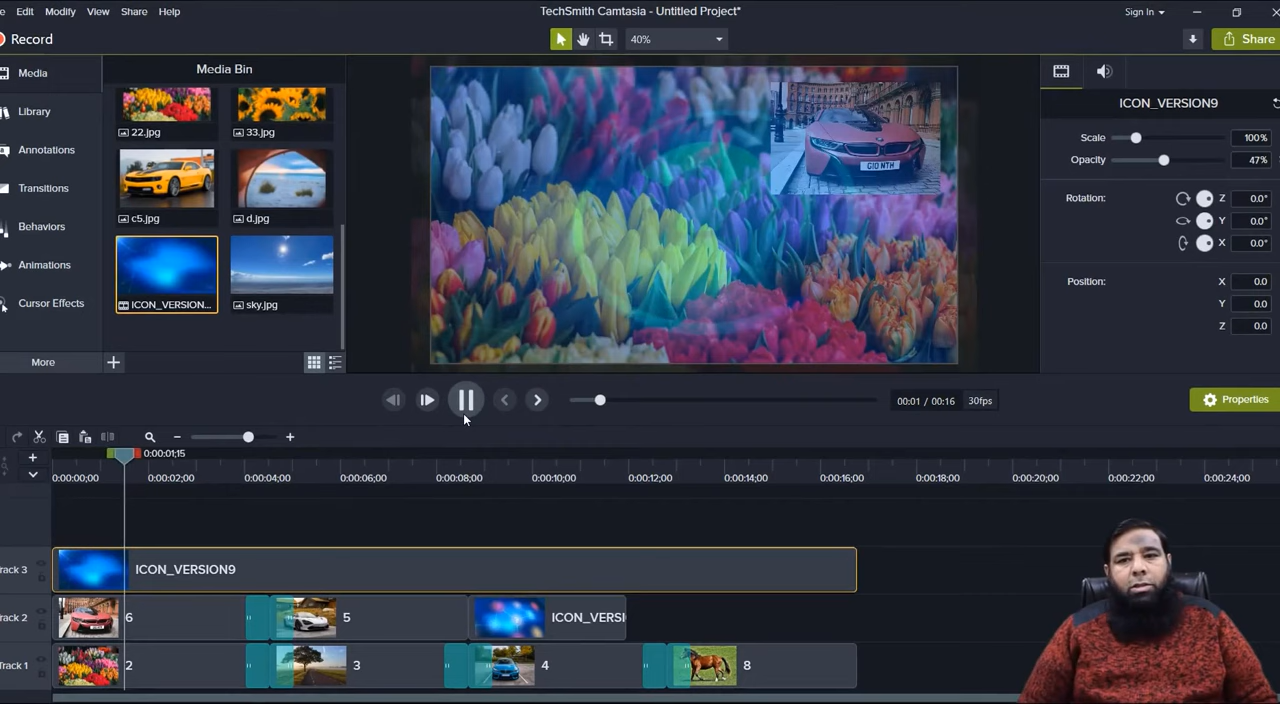 Edit Modify View Share Help
TechSmith Camtasia - Untitled Project*
Sign In
Record
40%
Share
Media
Library
Annotations
Transitions
Behaviors
Animations
Cursor Effects
More
Media Bin
22.jpg
33.jpg
c5.jpg
d.jpg
ICON_VERSION...
sky.jpg
G10 NTH
ICON_VERSION9
Scale 100%
Opacity 47%
Rotation: Z 0.0°
Y 0.0°
X 0.0°
Position: X 0.0
Y 0.0
Z 0.0
00:01 / 00:16 30fps
Properties
0:00:01;15
0:00:00;00 0:00:02;00 0:00:04;00 0:00:06;00 0:00:08;00 0:00:10;00 0:00:12;00 0:00:14;00 0:00:16;00 0:00:18;00 0:00:20;00 0:00:22;00 0:00:24;00
rack 3 ICON_VERSION9
rack 2 6 5 ICON_VERSI
Track 1 2 3 4 8